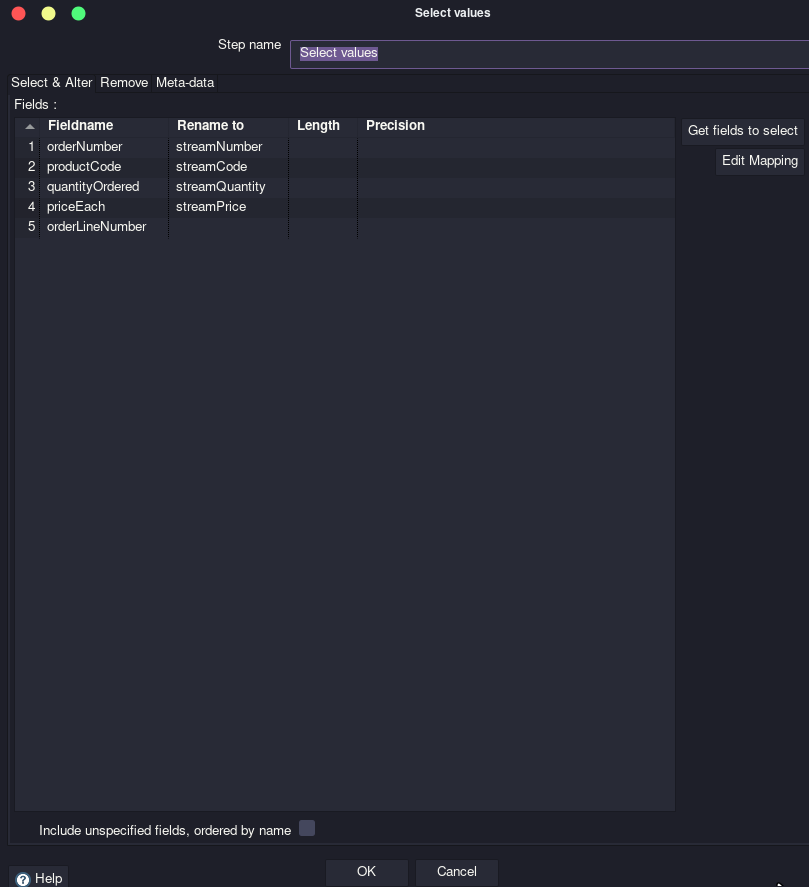 Select values
Step name Select values
Select & Alter Remove Meta-data
Fields :
Fieldname Rename to Length Precision
1 orderNumber streamNumber
2 productCode streamCode
3 quantityOrdered streamQuantity
4 priceEach streamPrice
5 orderLineNumber
Get fields to select
Edit Mapping
Include unspecified fields, ordered by name
? Help OK Cancel